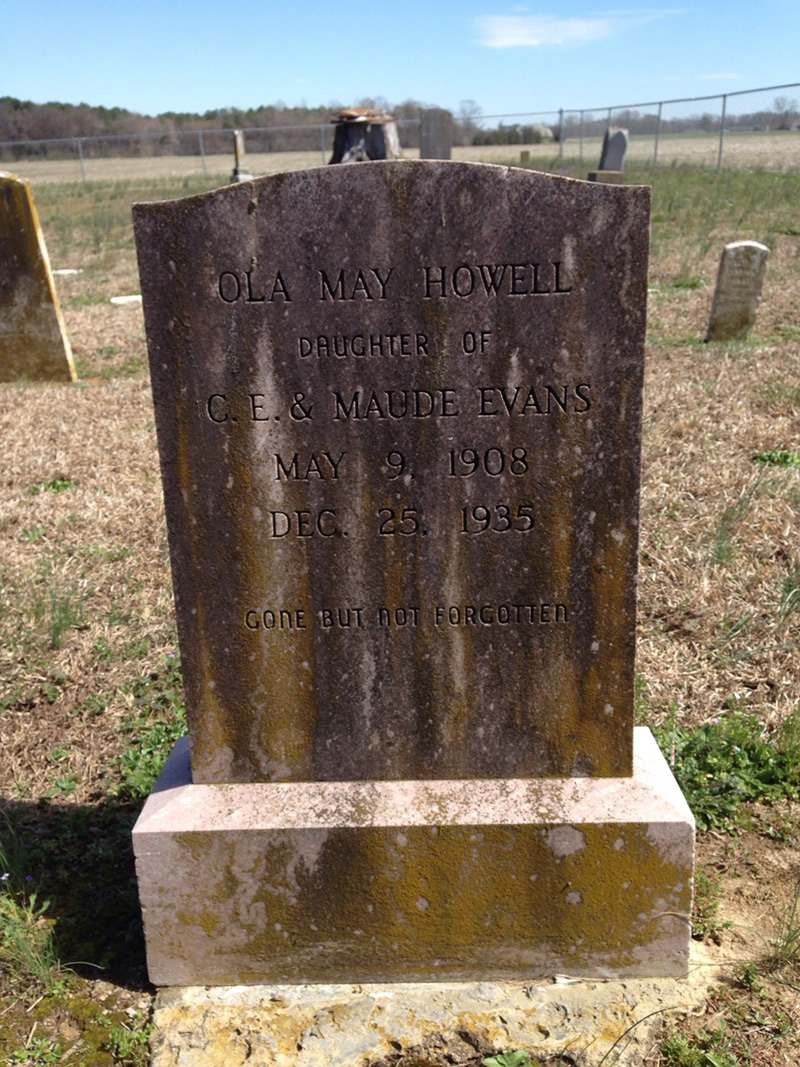 OLA MAY HOWELL
DAUGHTER OF
C. E. & MAUDE EVANS
MAY 9, 1908
DEC. 25, 1935
GONE BUT NOT FORGOTTEN